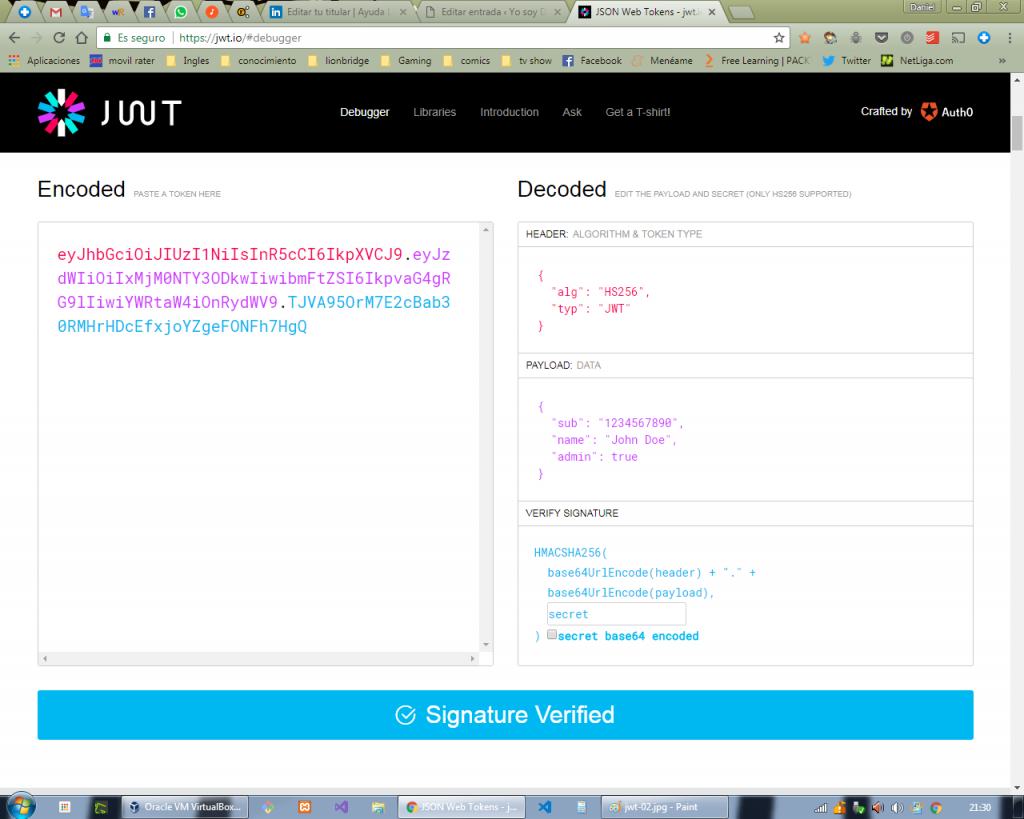 Daniel
Editar tu titular | Ayuda
Editar entrada ‹ Yo soy D
JSON Web Tokens - jwt.
Es seguro
https://jwt.io/#debugger
Aplicaciones
movil rater
Ingles
conocimiento
lionbridge
Gaming
comics
tv show
Facebook
Menéame
Free Learning | PACK
Twitter
NetLiga.com
»
JWT
Debugger
Libraries
Introduction
Ask
Get a T-shirt!
Crafted by
Auth0
Encoded PASTE A TOKEN HERE
Decoded EDIT THE PAYLOAD AND SECRET (ONLY HS256 SUPPORTED)
eyJhbGciOiJIUzI1NiIsInR5cCI6IkpXVCJ9.eyJz
dWIiOiIxMjM0NTY3ODkwIiwibmFtZSI6IkpvaG4gR
G9lIiwiYWRtaW4iOnRydWV9.TJVA95OrM7E2cBab3
0RMHrHDcEfxjoYZgeFONFh7HgQ
HEADER: ALGORITHM & TOKEN TYPE
{
"alg": "HS256",
"typ": "JWT"
}
PAYLOAD: DATA
{
"sub": "1234567890",
"name": "John Doe",
"admin": true
}
VERIFY SIGNATURE
HMACSHA256(
base64UrlEncode(header) + "." +
base64UrlEncode(payload),
secret
) secret base64 encoded
Signature Verified
Oracle VM VirtualBox...
JSON Web Tokens - j...
jwt-02.jpg - Paint
21:30